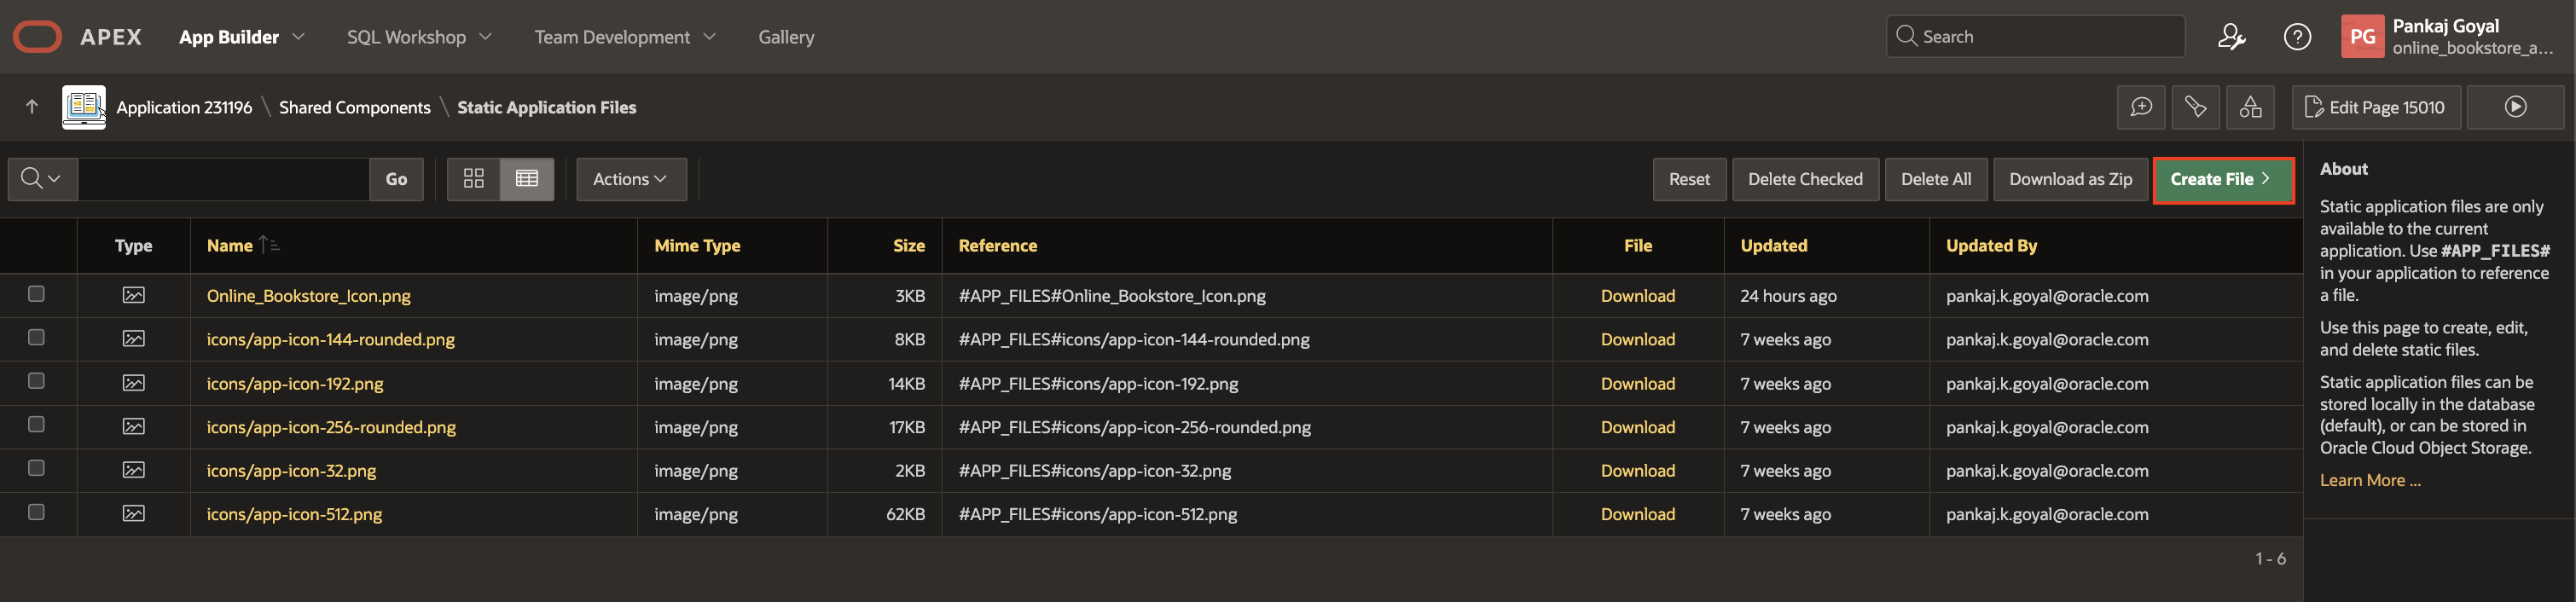 APEX App Builder SQL Workshop Team Development Gallery Search Pankaj Goyal
PG online_bookstore_a...
Application 231196 \ Shared Components \ Static Application Files Edit Page 15010
Go Actions Reset Delete Checked Delete All Download as Zip Create File
Type Name Mime Type Size Reference File Updated Updated By
Online_Bookstore_Icon.png image/png 3KB #APP_FILES#Online_Bookstore_Icon.png Download 24 hours ago pankaj.k.goyal@oracle.com
icons/app-icon-144-rounded.png image/png 8KB #APP_FILES#icons/app-icon-144-rounded.png Download 7 weeks ago pankaj.k.goyal@oracle.com
icons/app-icon-192.png image/png 14KB #APP_FILES#icons/app-icon-192.png Download 7 weeks ago pankaj.k.goyal@oracle.com
icons/app-icon-256-rounded.png image/png 17KB #APP_FILES#icons/app-icon-256-rounded.png Download 7 weeks ago pankaj.k.goyal@oracle.com
icons/app-icon-32.png image/png 2KB #APP_FILES#icons/app-icon-32.png Download 7 weeks ago pankaj.k.goyal@oracle.com
icons/app-icon-512.png image/png 62KB #APP_FILES#icons/app-icon-512.png Download 7 weeks ago pankaj.k.goyal@oracle.com
1 - 6
About
Static application files are only
available to the current
application. Use #APP_FILES#
in your application to reference
a file.
Use this page to create, edit,
and delete static files.
Static application files can be
stored locally in the database
(default), or can be stored in
Oracle Cloud Object Storage.
Learn More ...